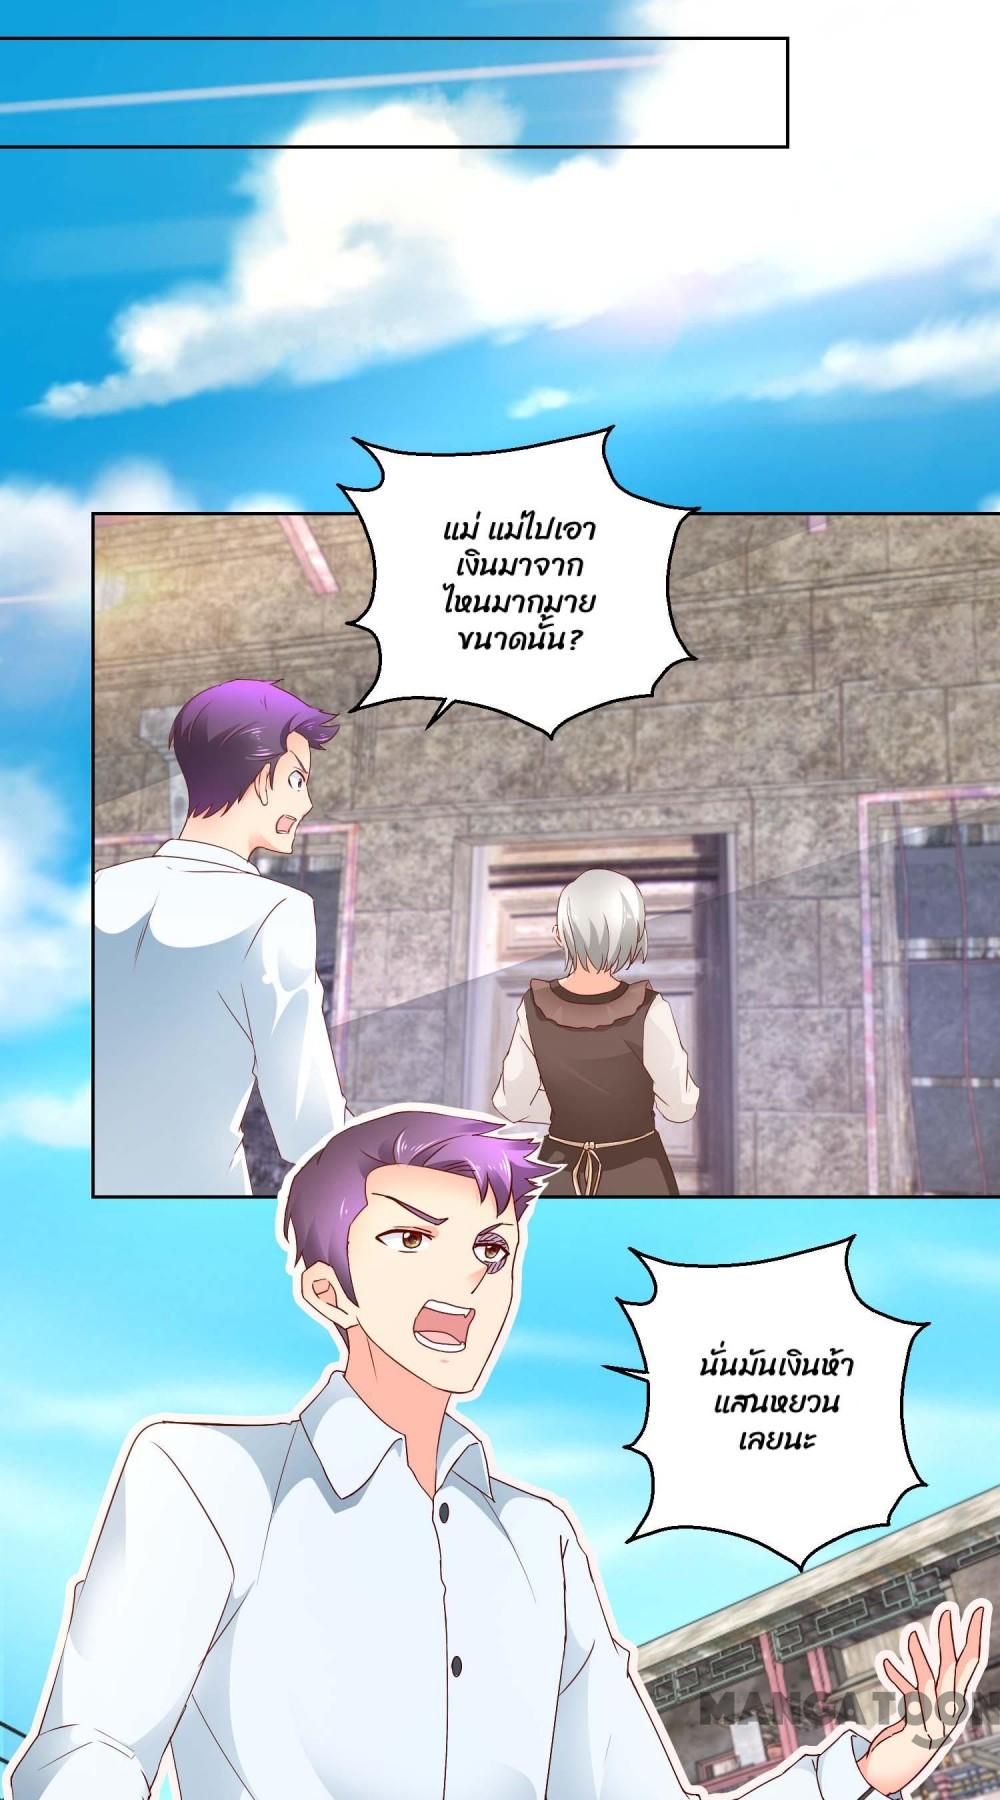 แม่ แม่ไปเอา
เงินมาจาก
ไหนมากมาย
ขนาดนั้น?
นั่นมันเงินห้า
แสนหยวน
เลยนะ
MANGATOON